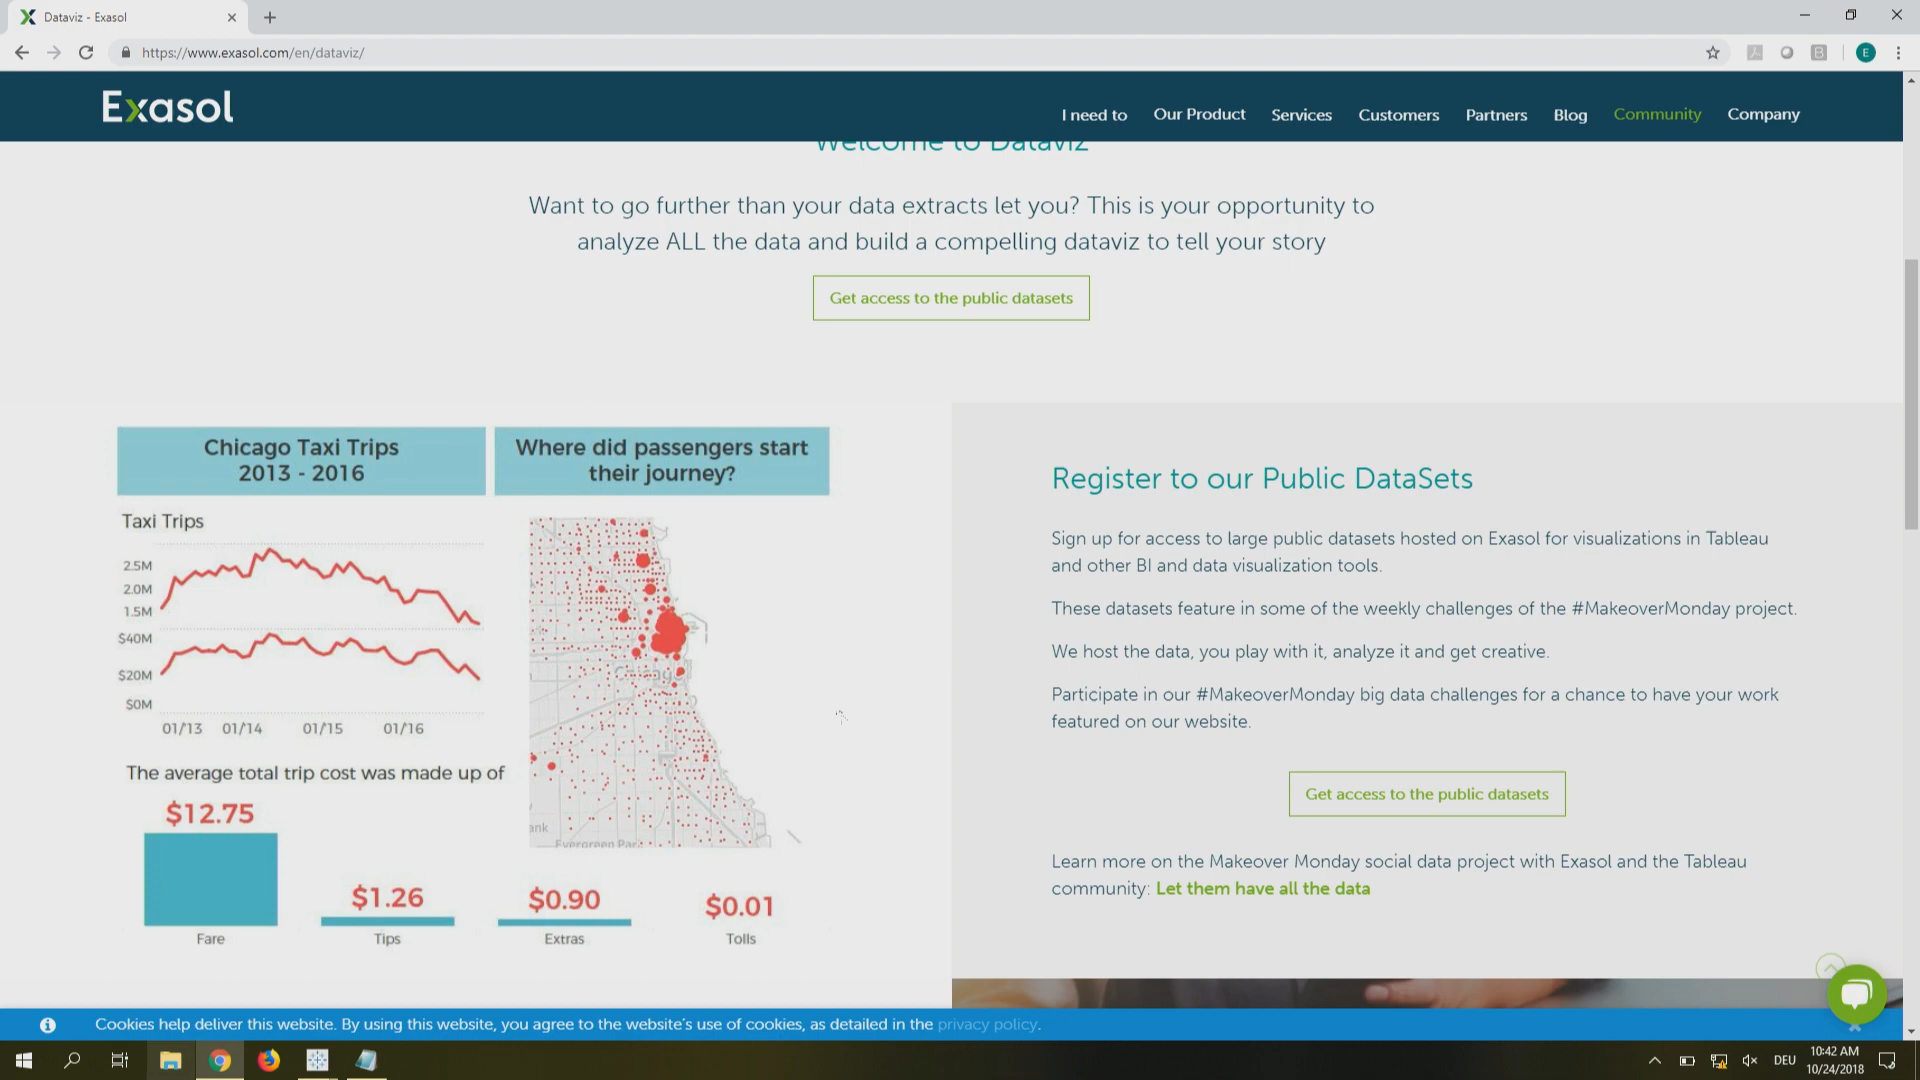 Dataviz - Exasol
https://www.exasol.com/en/dataviz/
E
Exasol
I need to
Our Product
Services
Customers
Partners
Blog
Community
Company
Welcome to Dataviz
Want to go further than your data extracts let you? This is your opportunity to
analyze ALL the data and build a compelling dataviz to tell your story
Get access to the public datasets
Chicago Taxi Trips
2013 - 2016
Where did passengers start
their journey?
Taxi Trips
2.5M
2.0M
1.5M
$40M
$20M
$0M
01/13
01/14
01/15
01/16
Chicago
Evergreen Par
The average total trip cost was made up of
$12.75
$1.26
$0.90
$0.01
Fare
Tips
Extras
Tolls
Register to our Public DataSets
Sign up for access to large public datasets hosted on Exasol for visualizations in Tableau
and other BI and data visualization tools.
These datasets feature in some of the weekly challenges of the #MakeoverMonday project.
We host the data, you play with it, analyze it and get creative.
Participate in our #MakeoverMonday big data challenges for a chance to have your work
featured on our website.
Get access to the public datasets
Learn more on the Makeover Monday social data project with Exasol and the Tableau
community: Let them have all the data
Cookies help deliver this website. By using this website, you agree to the website's use of cookies, as detailed in the privacy policy.
DEU
10:42 AM
10/24/2018